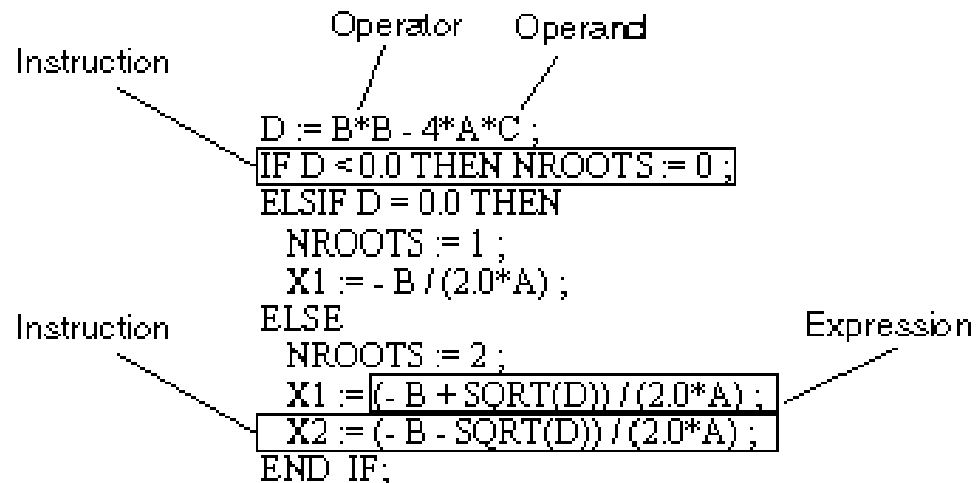 Operator Operand
Instruction
D := B*B - 4*A*C ;
IF D < 0.0 THEN NROOTS := 0 ;
ELSIF D = 0.0 THEN
NROOTS := 1 ;
X1 := - B / (2.0*A) ;
Instruction ELSE Expression
NROOTS := 2 ;
X1 := (- B + SQRT(D)) / (2.0*A) ;
X2 := (- B - SQRT(D)) / (2.0*A) ;
END IF;